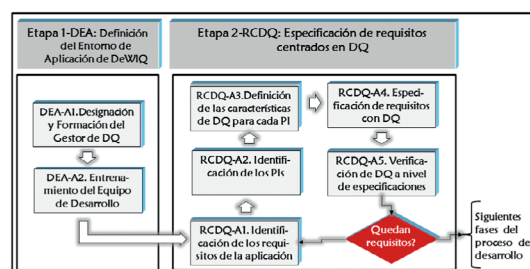 Etapa 1-DEA: Definición
del Entorno de
Aplicación de DeWIQ
Etapa 2-RCDQ: Especificación de requisitos
centrados en DQ
DEA-A1.Designación
y Formación del
Gestor de DQ
DEA-A2. Entrena-
miento del Equipo de
Desarrollo
RCDQ-A3.Definición
de las características
de DQ para cada PI
RCDQ-A2. Identifi-
cación de los PIs
RCDQ-A1. Identifi-
cación de los requi-
sitos de la aplicación
RCDQ-A4. Especifi-
cación de requisitos
con DQ
RCDQ-A5. Verifica-
ción de DQ a nivel
de especificaciones
Quedan
requisitos?
Siguientes
fases del
proceso de
desarrollo